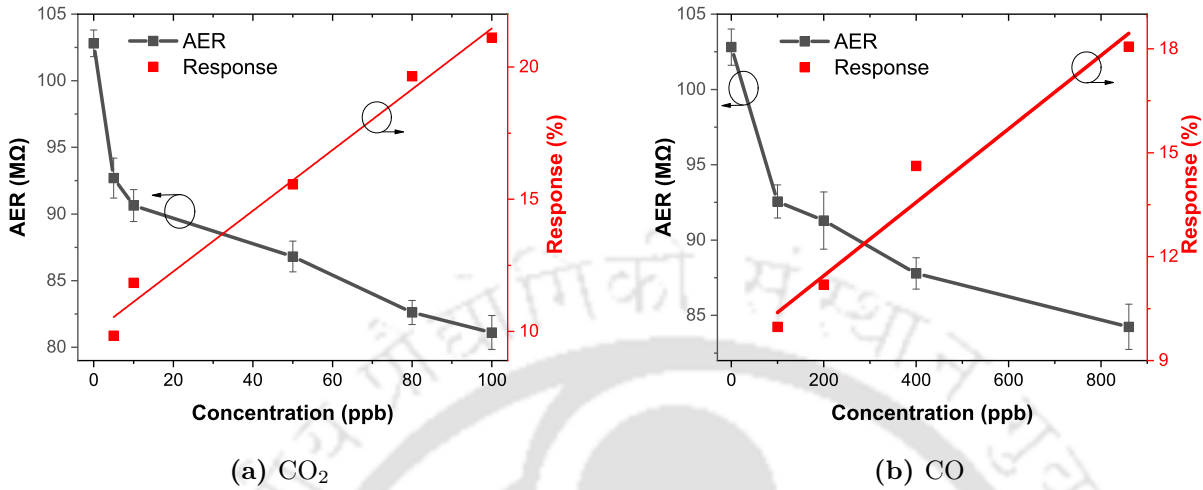 AER
Response
105
100
95
90
85
80
AER (MΩ)
20
15
10
Response (%)
0 20 40 60 80 100
Concentration (ppb)
(a) CO₂
AER
Response
105
100
95
90
85
AER (MΩ)
18
15
12
9
Response (%)
0 200 400 600 800
Concentration (ppb)
(b) CO